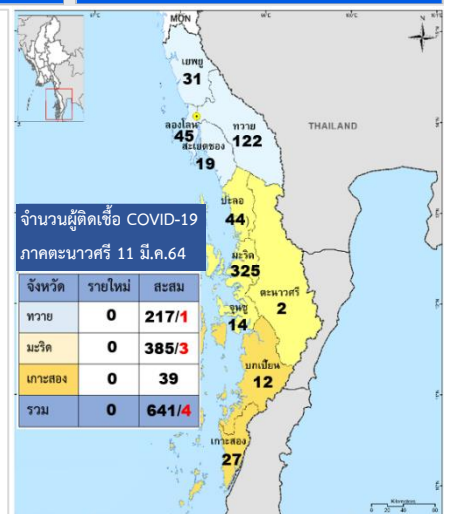 MON
เยพยู
31
ลองโลน
45
ทวาย
122
THAILAND
สะเยดชอง
19
ปะลอ
44
จำนวนผู้ติดเชื้อ COVID-19
ภาคตะนาวศรี 11 มี.ค.64
มะริด
325
ตะนาวศรี
2
จุนซู
14
บกเปี้ยน
12
เกาะสอง
27
จังหวัด รายใหม่ สะสม
ทวาย 0 217/1
มะริด 0 385/3
เกาะสอง 0 39
รวม 0 641/4
N
Kilometers